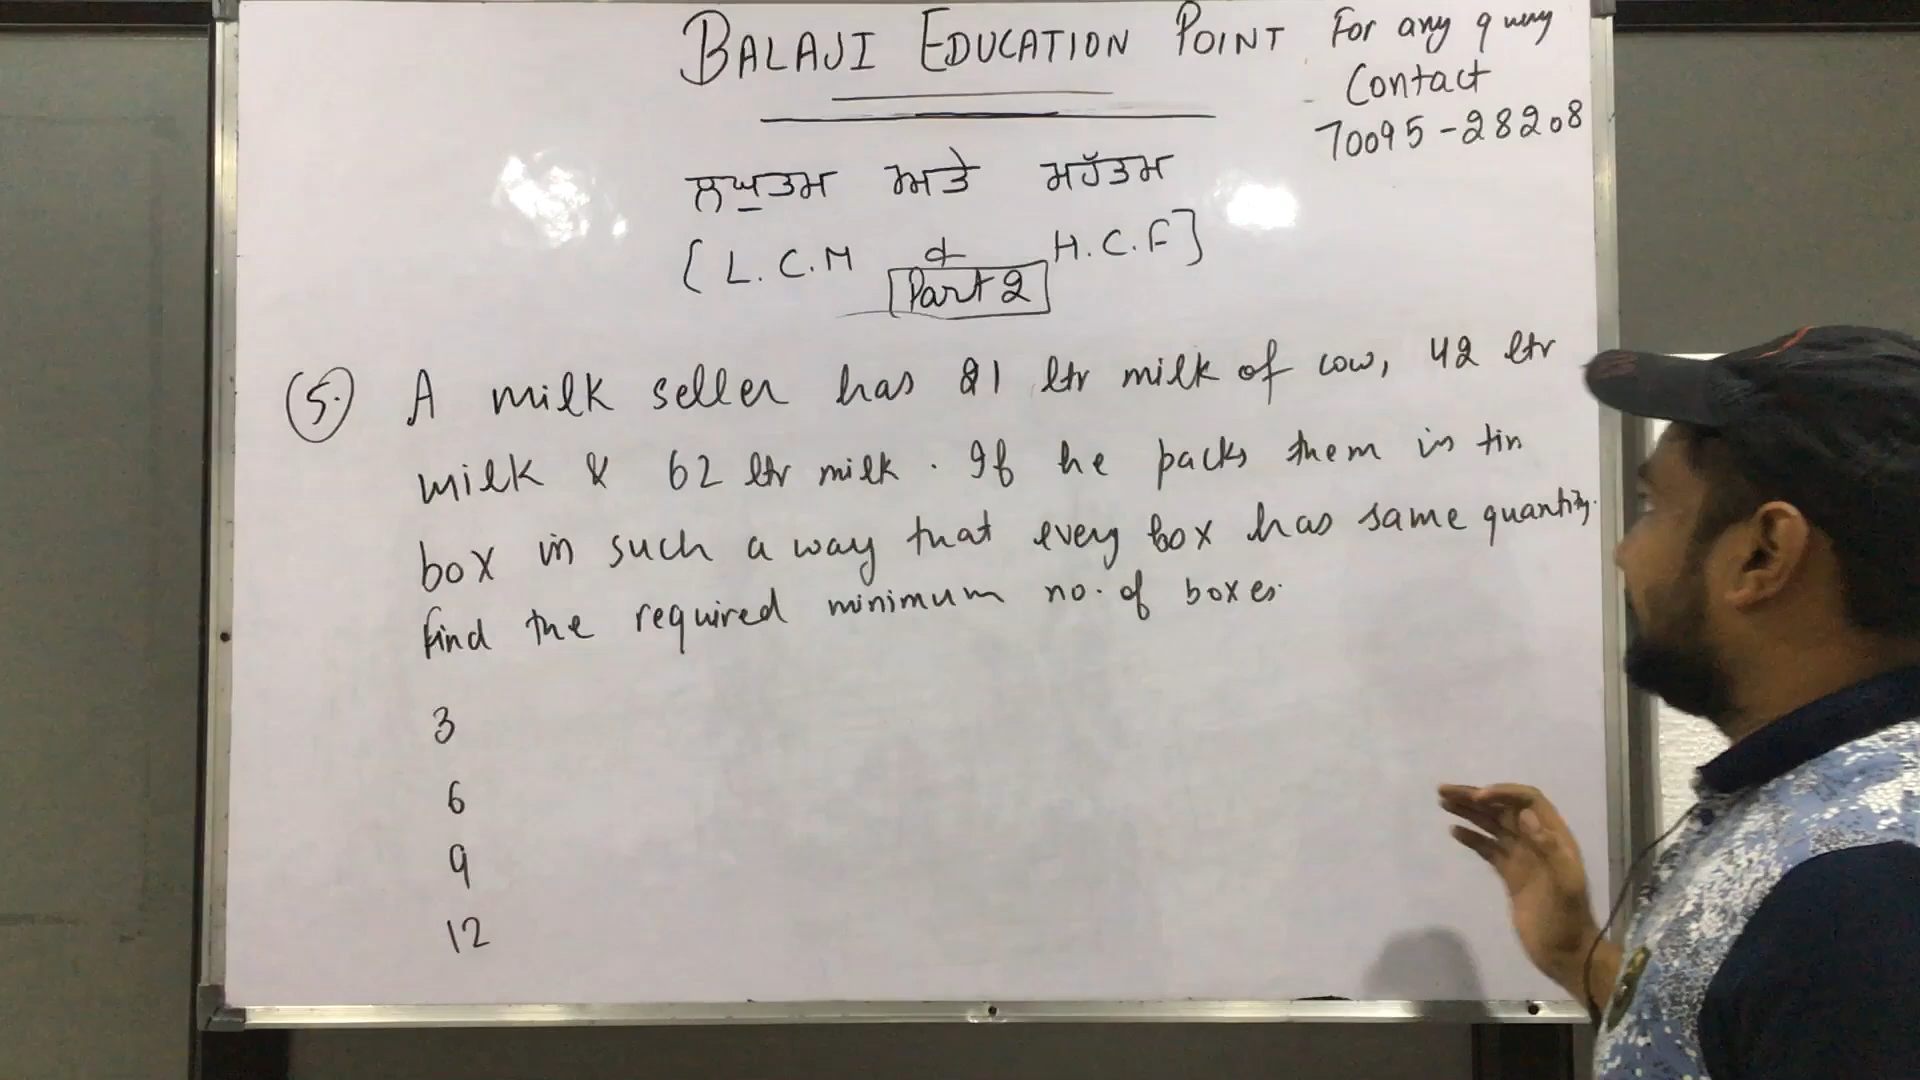 BALAJI EDUCATION POINT
For any query
Contact
70095-28208
ਲਘੁਤਮ ਅਤੇ ਮਹੱਤਮ
[L.C.M & H.C.F]
Part 2
(5.) A milk seller has 21 ltr milk of cow, 42 ltr
milk & 62 ltr milk. If he packs them in tin
box in such a way that every box has same quantity.
find the required minimum no. of boxes.
3
6
9
12